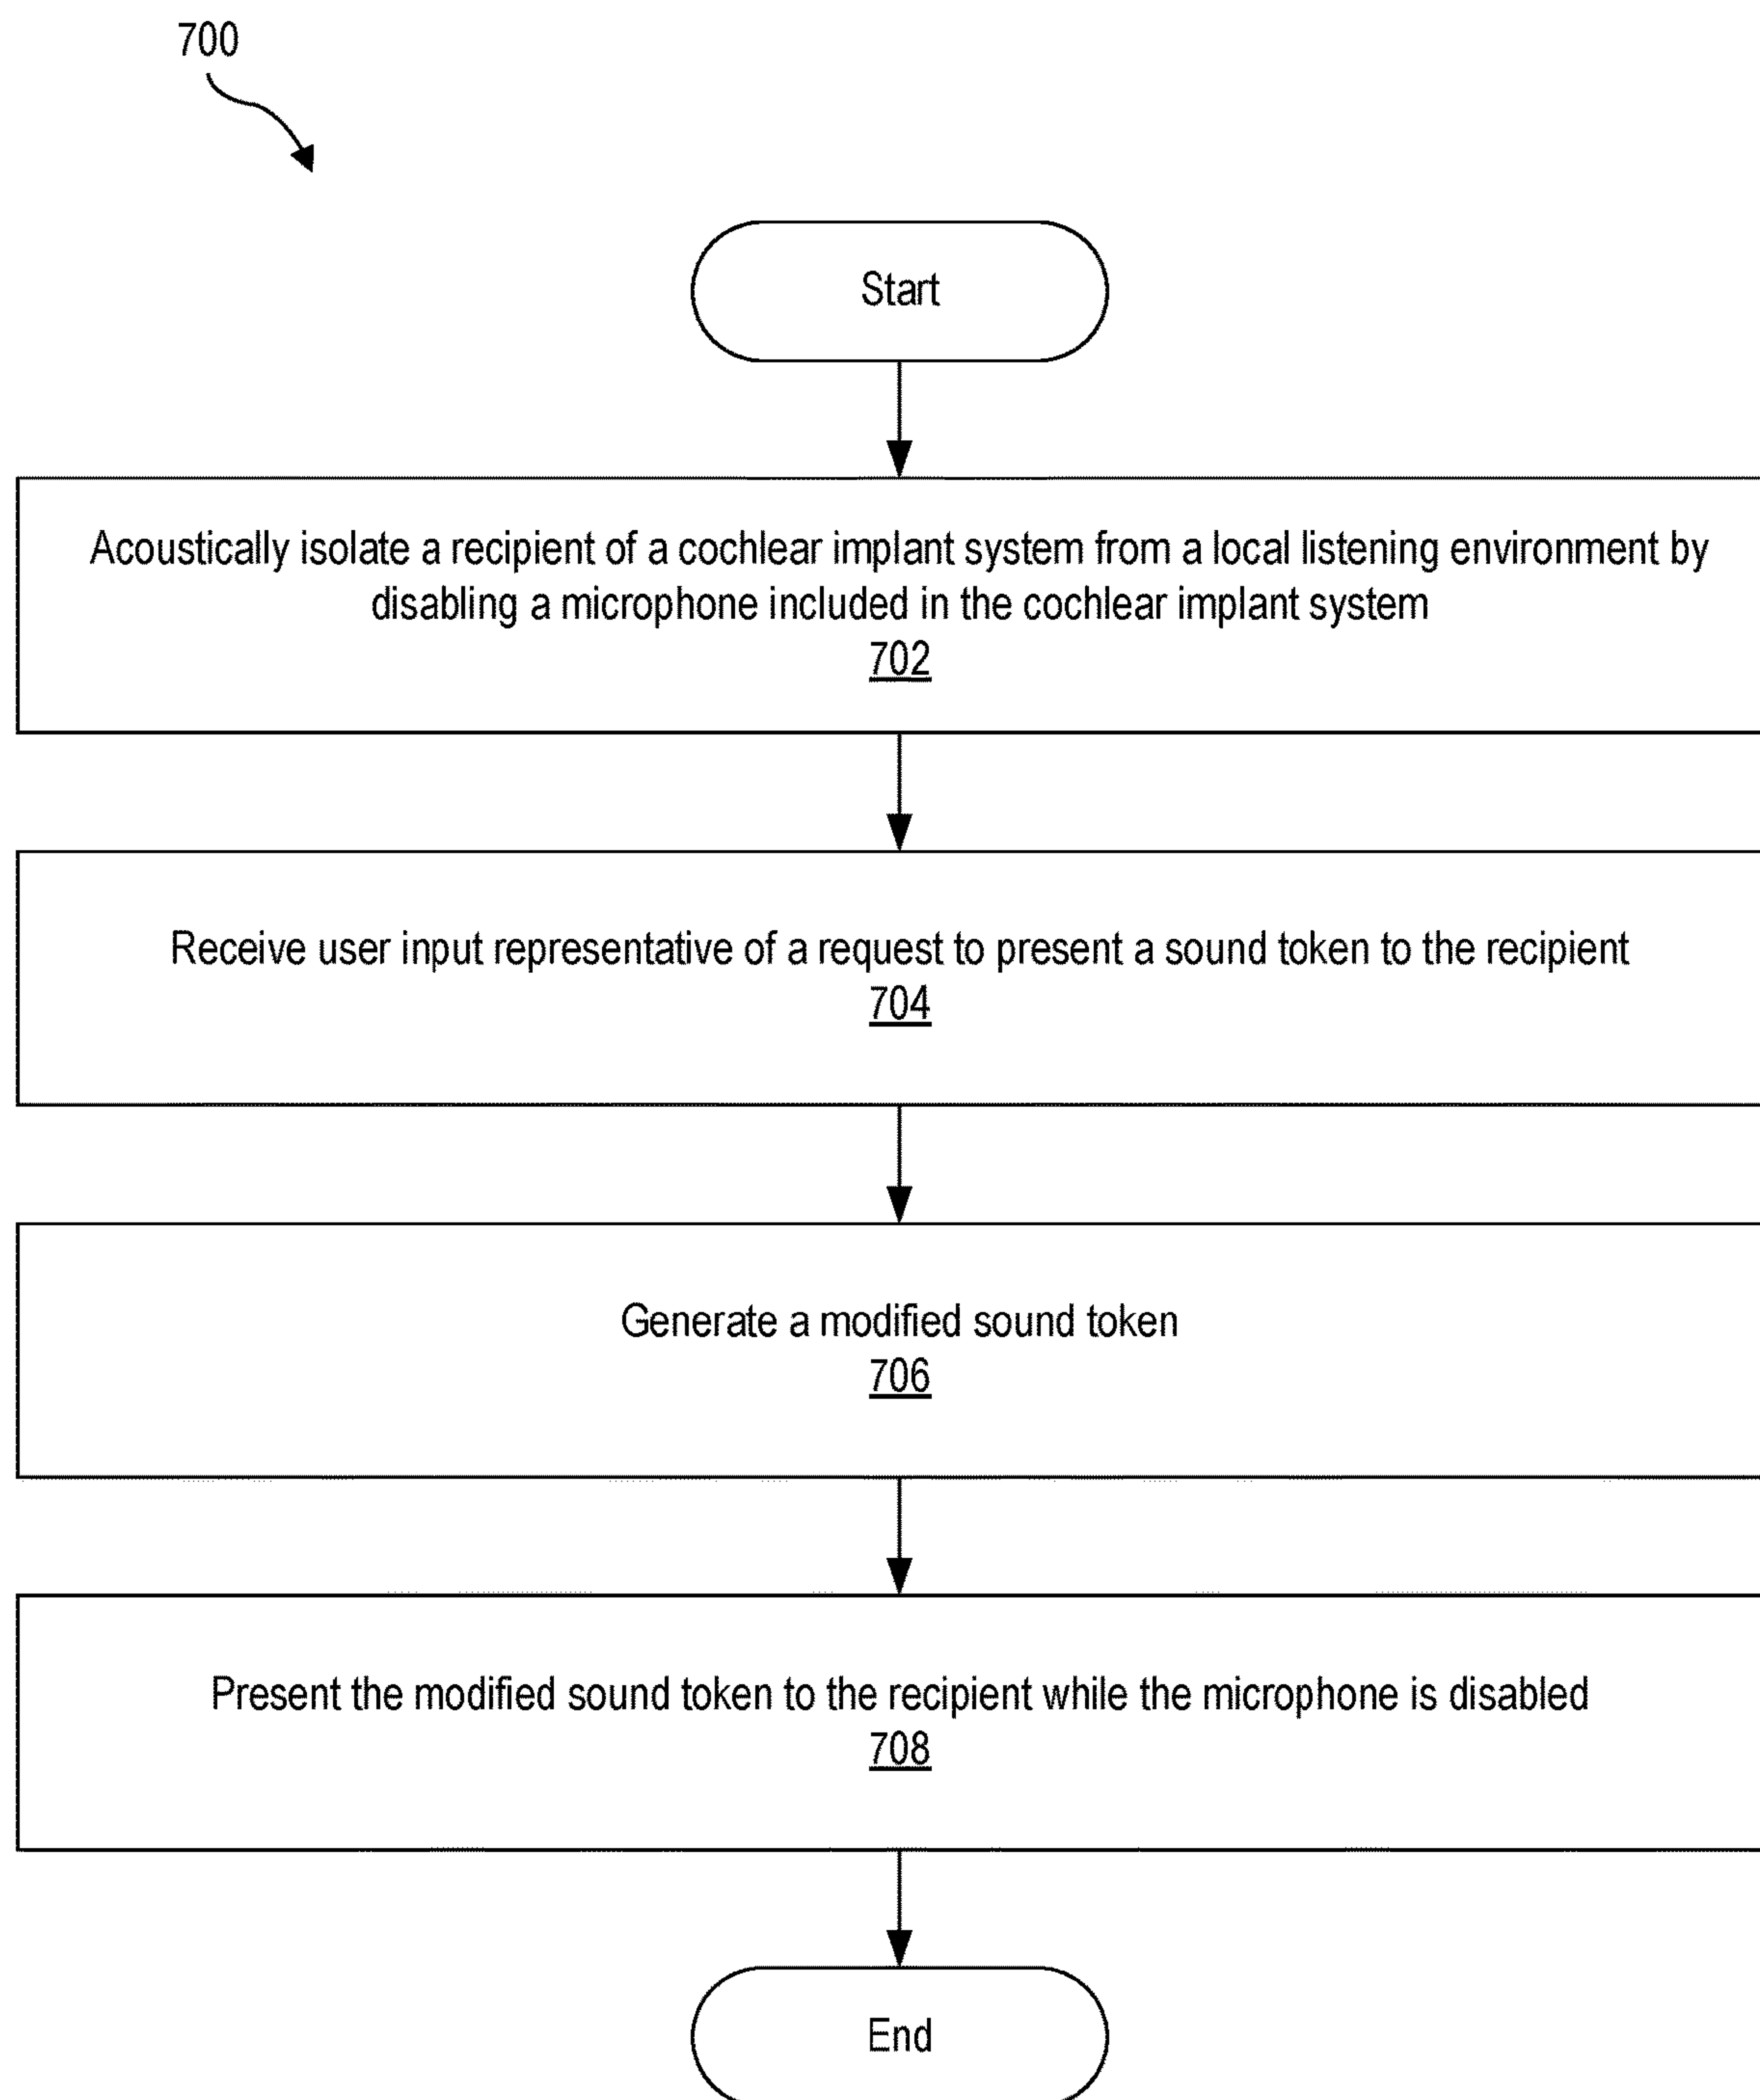 700
Start
Acoustically isolate a recipient of a cochlear implant system from a local listening environment by
disabling a microphone included in the cochlear implant system
702
Receive user input representative of a request to present a sound token to the recipient
704
Generate a modified sound token
706
Present the modified sound token to the recipient while the microphone is disabled
708
End